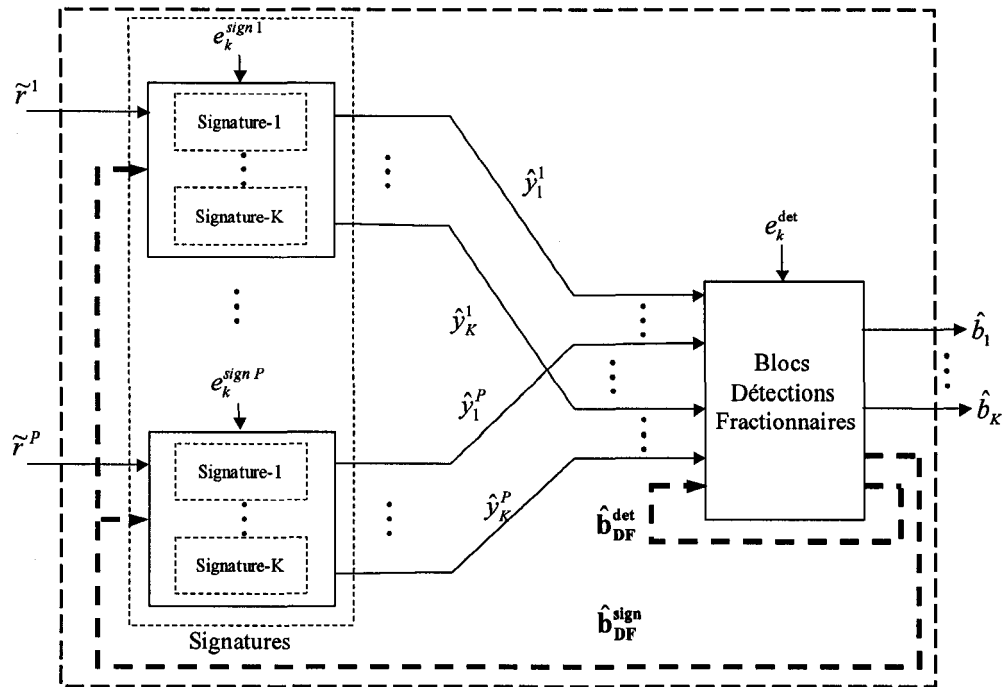 e_k^{sign 1}
r̃^1
Signature-1
Signature-K
ŷ_1^1
ŷ_K^1
e_k^{det}
Blocs
Détections
Fractionnaires
b̂_1
b̂_K
e_k^{sign P}
r̃^P
Signature-1
Signature-K
ŷ_1^P
ŷ_K^P
b̂_DF^det
b̂_DF^sign
Signatures